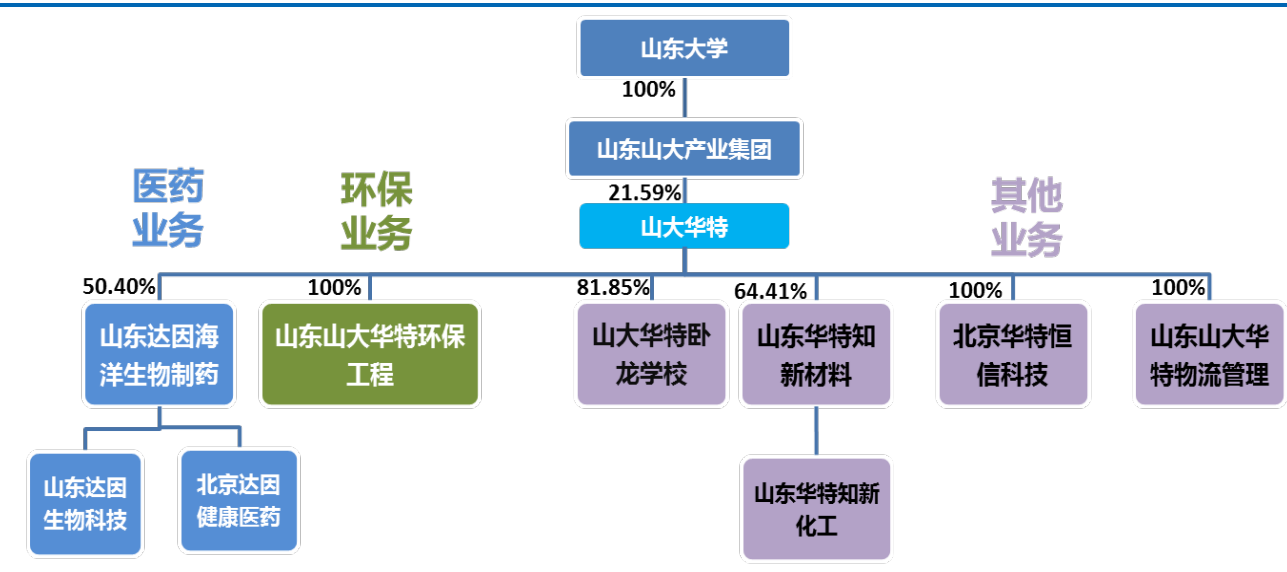 山东大学
100%
山东山大产业集团
21.59%
山大华特
医药
业务
环保
业务
其他
业务
50.40%
100%
81.85%
64.41%
100%
100%
山东达因海
洋生物制药
山东山大华特环保
工程
山大华特卧
龙学校
山东华特知
新材料
北京华特恒
信科技
山东山大华
特物流管理
山东达因
生物科技
北京达因
健康医药
山东华特知新
化工